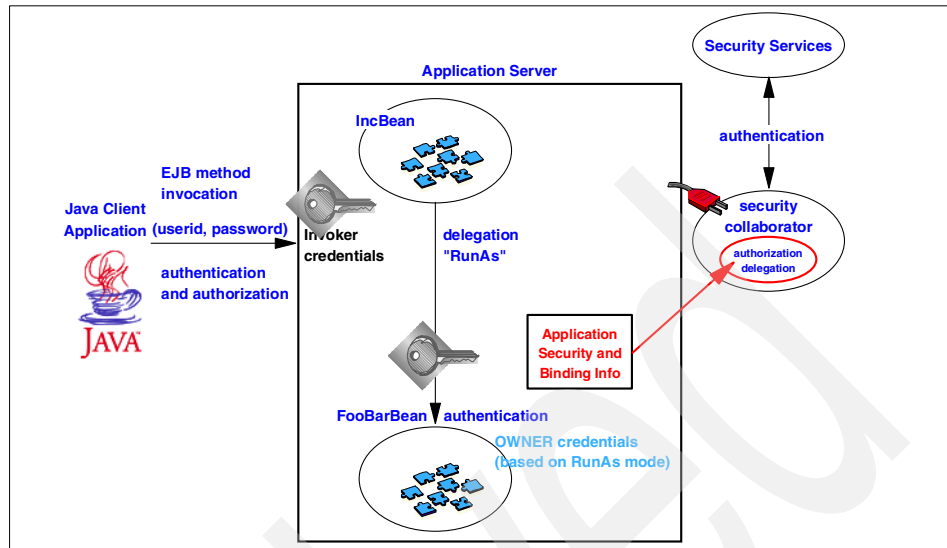 Security Services
Application Server
authentication
IncBean
EJB method
invocation
Java Client
Application
(userid, password)
authentication
and authorization
JAVA™
Invoker
credentials
delegation
"RunAs"
security
collaborator
authorization
delegation
Application
Security and
Binding Info
FooBarBean
authentication
OWNER credentials
(based on RunAs mode)